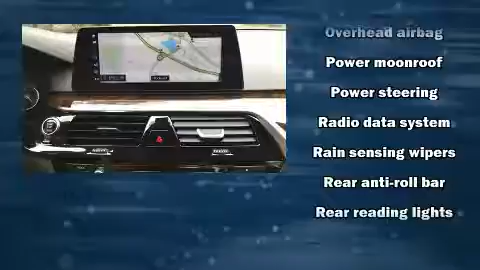 Overhead airbag
Power moonroof
Power steering
Radio data system
Rain sensing wipers
Rear anti-roll bar
Rear reading lights